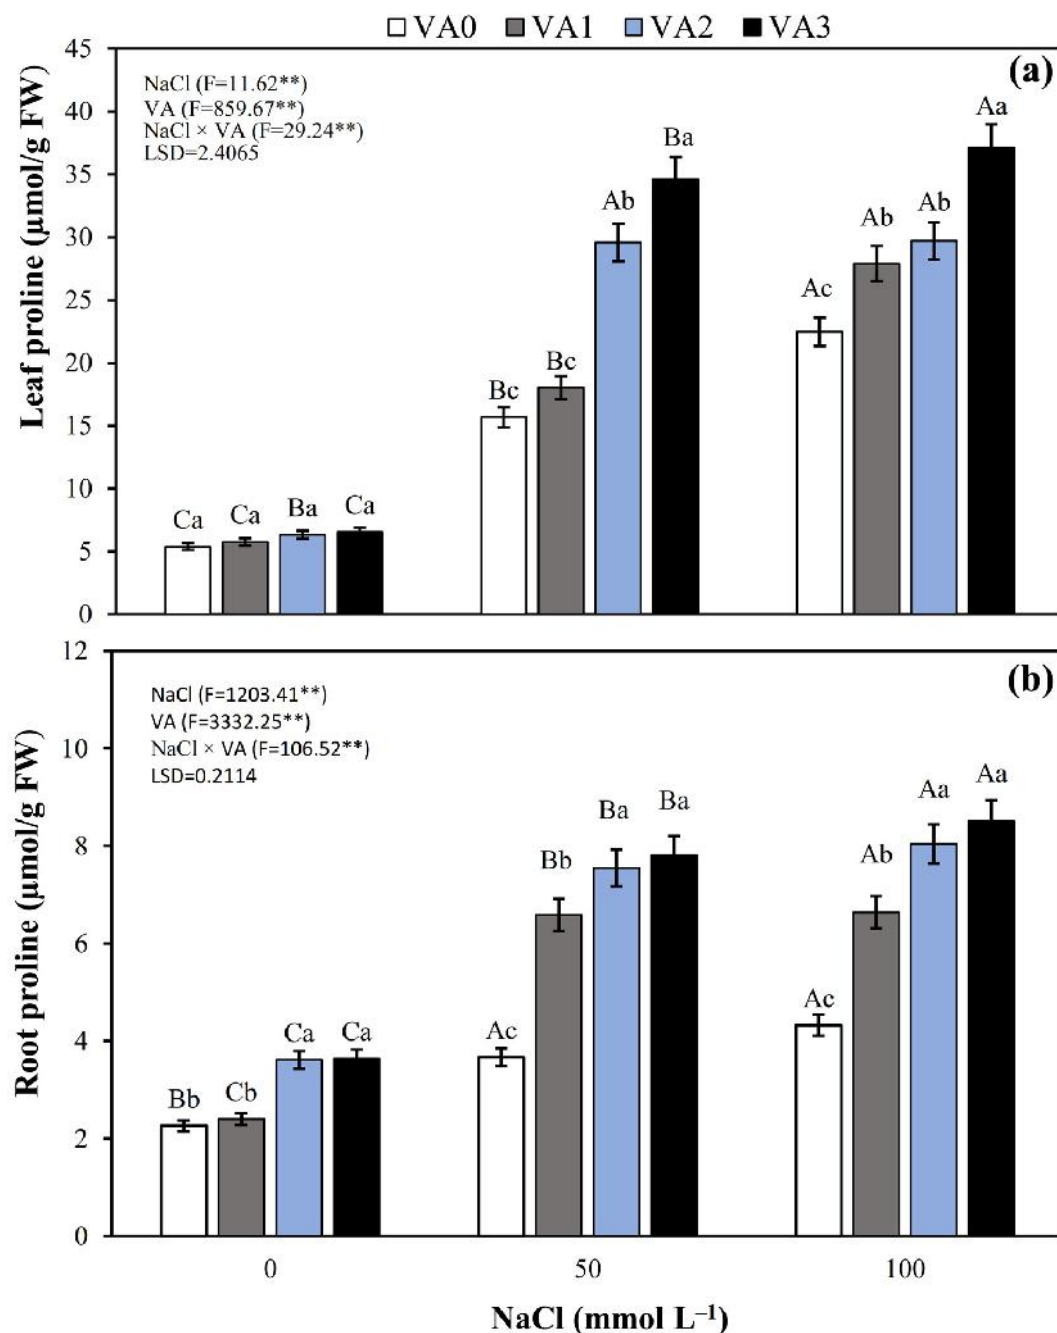 VA0 VA1 VA2 VA3
(a)
NaCl (F=11.62**)
VA (F=859.67**)
NaCl × VA (F=29.24**)
LSD=2.4065
Leaf proline (µmol/g FW)
45
40
35
30
25
20
15
10
5
0
Ca Ca Ba Ca
Bc Bc Ab Ba
Ac Ab Ab Aa
(b)
NaCl (F=1203.41**)
VA (F=3332.25**)
NaCl × VA (F=106.52**)
LSD=0.2114
Root proline (µmol/g FW)
12
10
8
6
4
2
0
Bb Cb Ca Ca
Ac Bb Ba Ba
Ac Ab Aa Aa
0 50 100
NaCl (mmol L⁻¹)